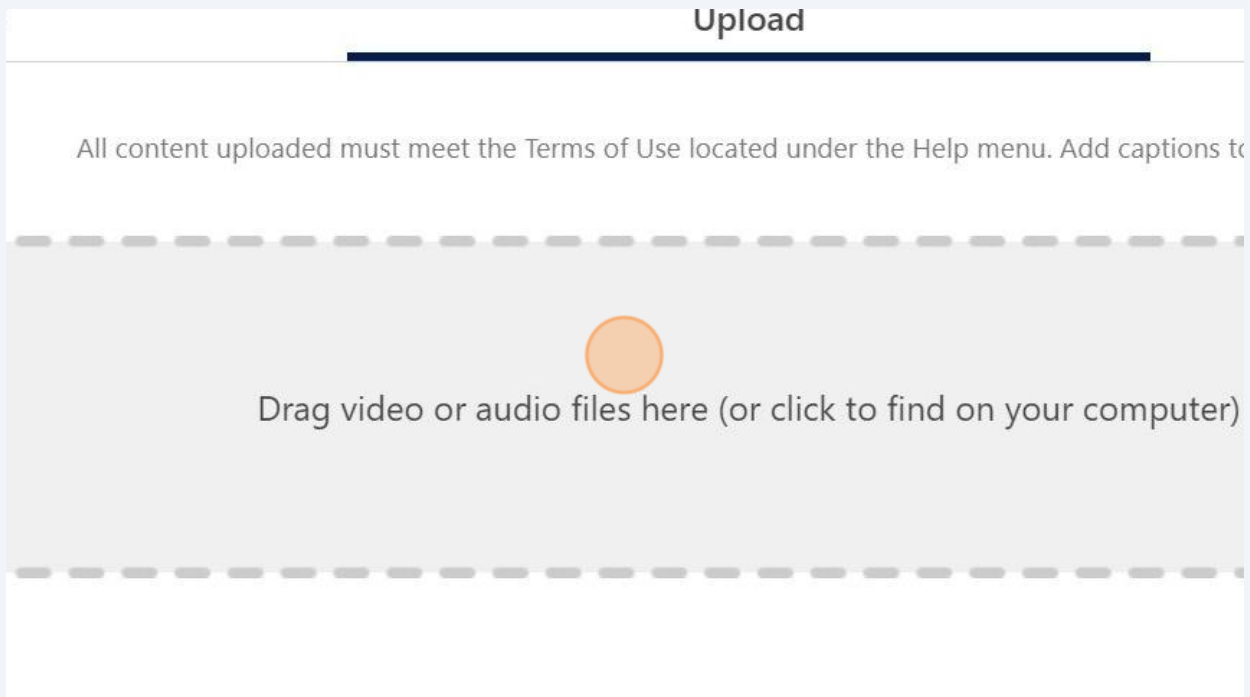 Upload
All content uploaded must meet the Terms of Use located under the Help menu. Add captions to
Drag video or audio files here (or click to find on your computer)